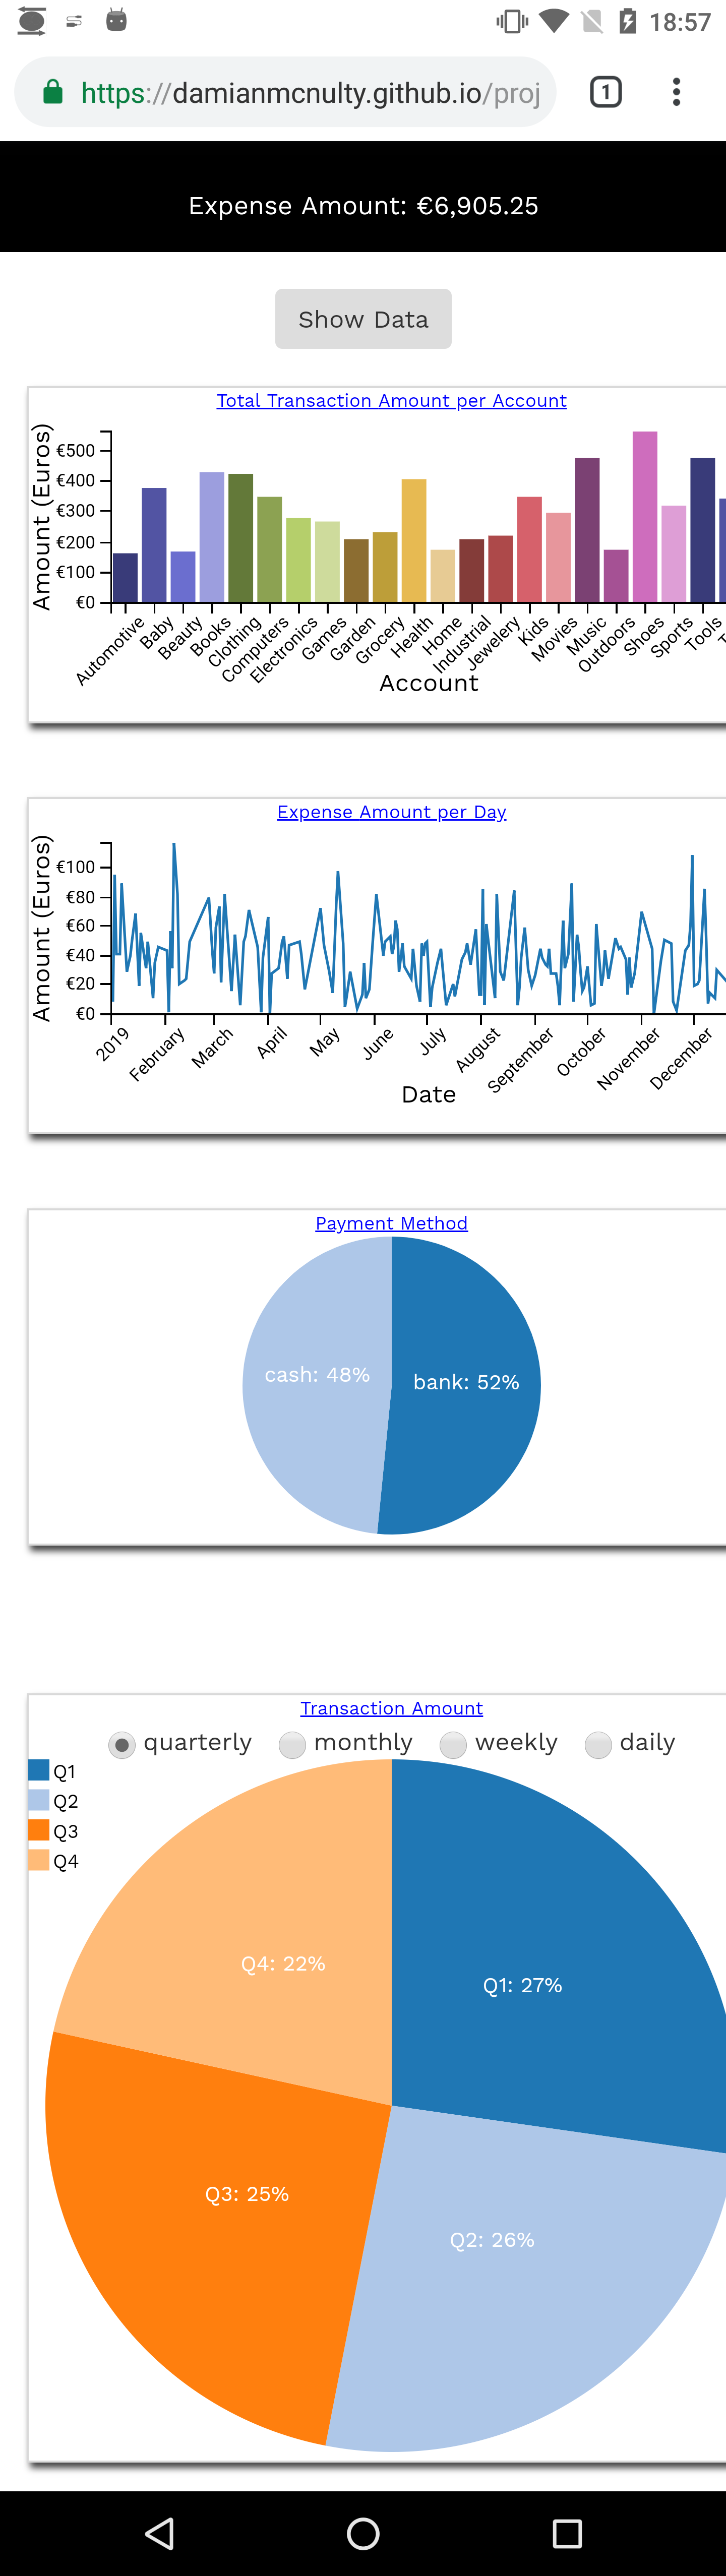 18:57
https://damianmcnulty.github.io/proj
1
Expense Amount: €6,905.25
Show Data
Total Transaction Amount per Account
Amount (Euros)
€500
€400
€300
€200
€100
€0
Automotive
Baby
Beauty
Books
Clothing
Computers
Electronics
Games
Garden
Grocery
Health
Home
Industrial
Jewelery
Kids
Movies
Music
Outdoors
Shoes
Sports
Tools
Account
Expense Amount per Day
Amount (Euros)
€100
€80
€60
€40
€20
€0
2019
February
March
April
May
June
July
August
September
October
November
December
Date
Payment Method
cash: 48%
bank: 52%
Transaction Amount
quarterly monthly weekly daily
Q1
Q2
Q3
Q4
Q4: 22%
Q1: 27%
Q3: 25%
Q2: 26%